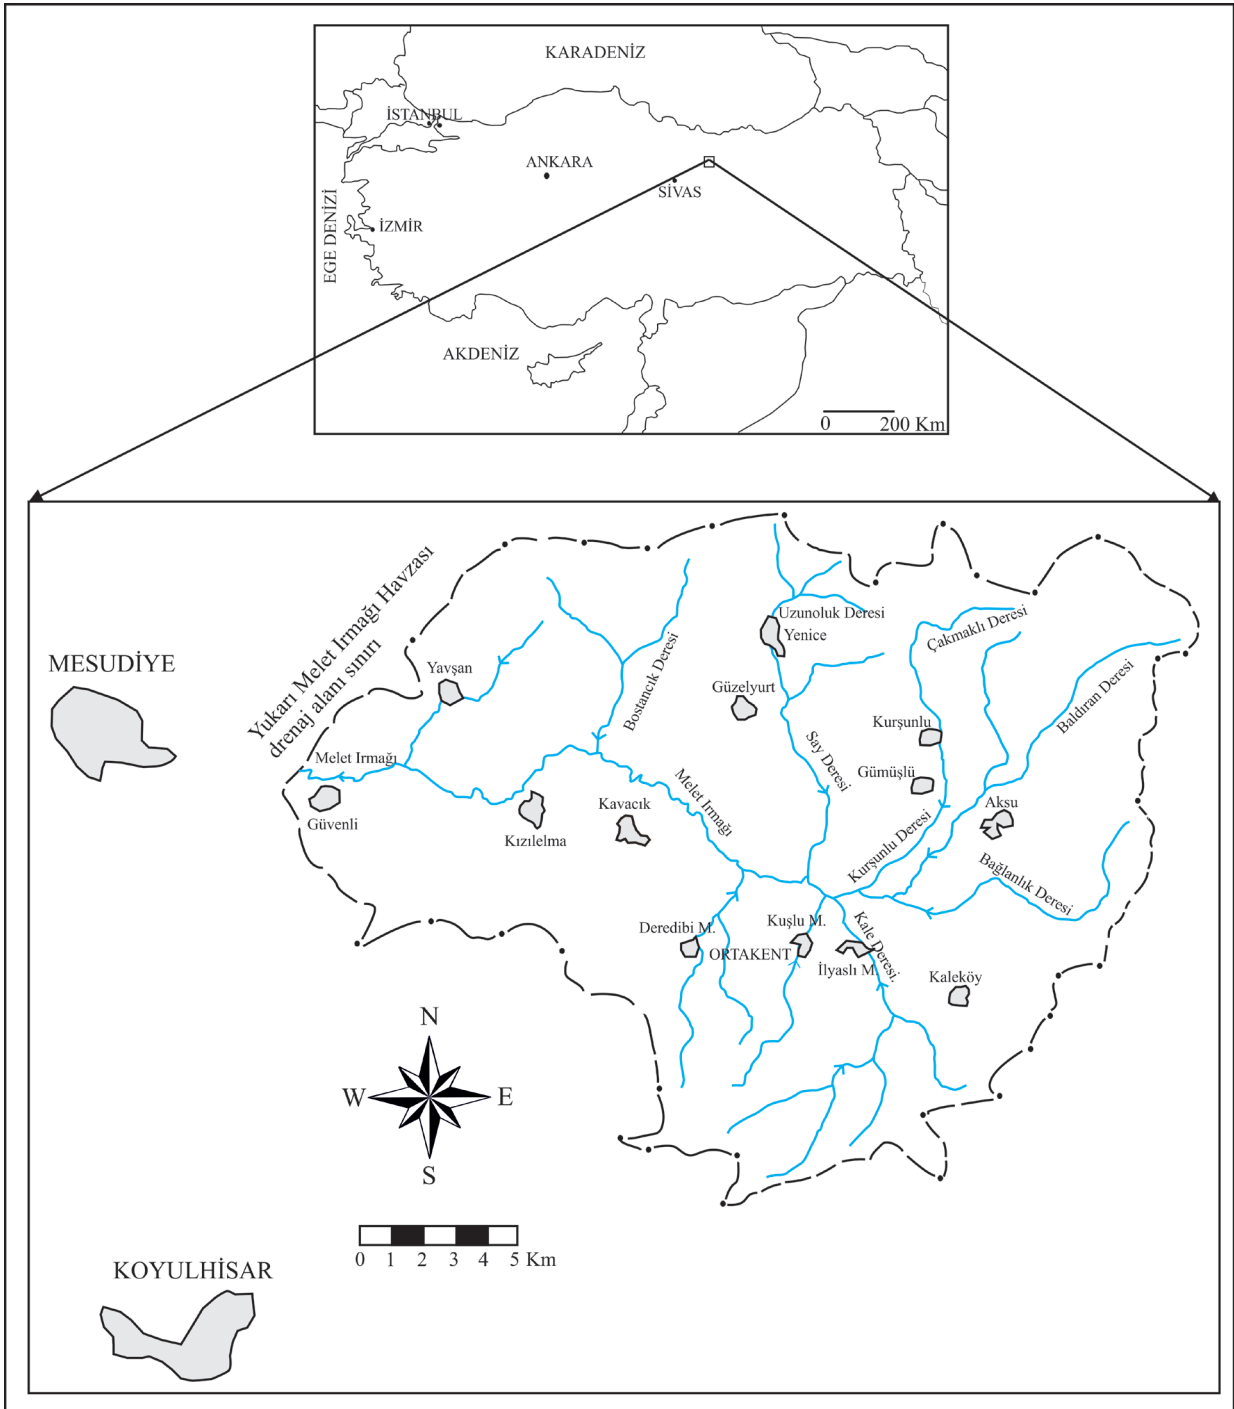 KARADENİZ
İSTANBUL
ANKARA
SİVAS
EGE DENİZİ
İZMİR
AKDENİZ
0 200 Km
Yukarı Melet Irmağı Havzası
drenaj alanı sınırı
MESUDİYE
Yavşan
Bostancık Deresi
Uzunoluk Deresi
Yenice
Çakmaklı Deresi
Baldıran Deresi
Güzelyurt
Kurşunlu
Say Deresi
Melet Irmağı
Melet Irmağı
Gümüşlü
Güvenli
Kızılelma
Kavacık
Aksu
Kurşunlu Deresi
Bağlanlık Deresi
Deredibi M.
Kuşlu M.
Kale Deresi.
ORTAKENT
İlyaslı M.
Kaleköy
N
W E
S
0 1 2 3 4 5 Km
KOYULHİSAR